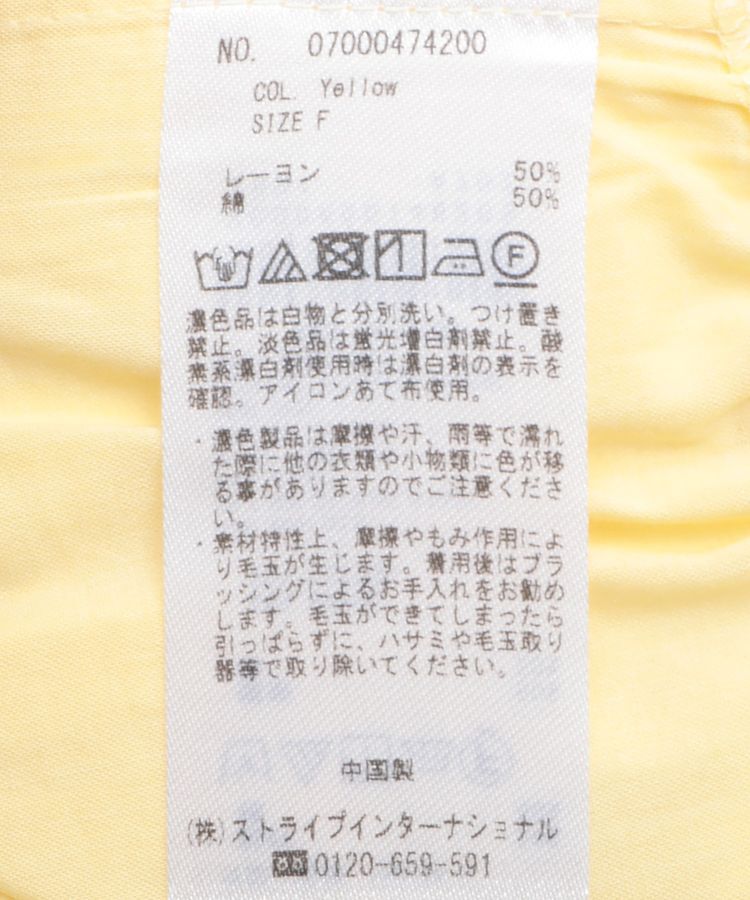 NO. 07000474200
COL. Yellow
SIZE F
レーヨン 50%
綿 50%
F
濃色品は白物と分別洗い。つけ置き
禁止。淡色品は蛍光増白剤禁止。酸
素系漂白剤使用時は漂白剤の表示を
確認。アイロンあて布使用。
・濃色製品は摩擦や汗、雨等で濡れ
た際に他の衣類や小物類に色が移
る事がありますのでご注意くださ
い。
・素材特性上、摩擦やもみ作用によ
り毛玉が生じます。着用後はブラ
ッシングによるお手入れをお勧め
します。毛玉ができてしまったら
引っぱらずに、ハサミや毛玉取り
器等で取り除いてください。
中国製
(株)ストライプインターナショナル
0120-659-591